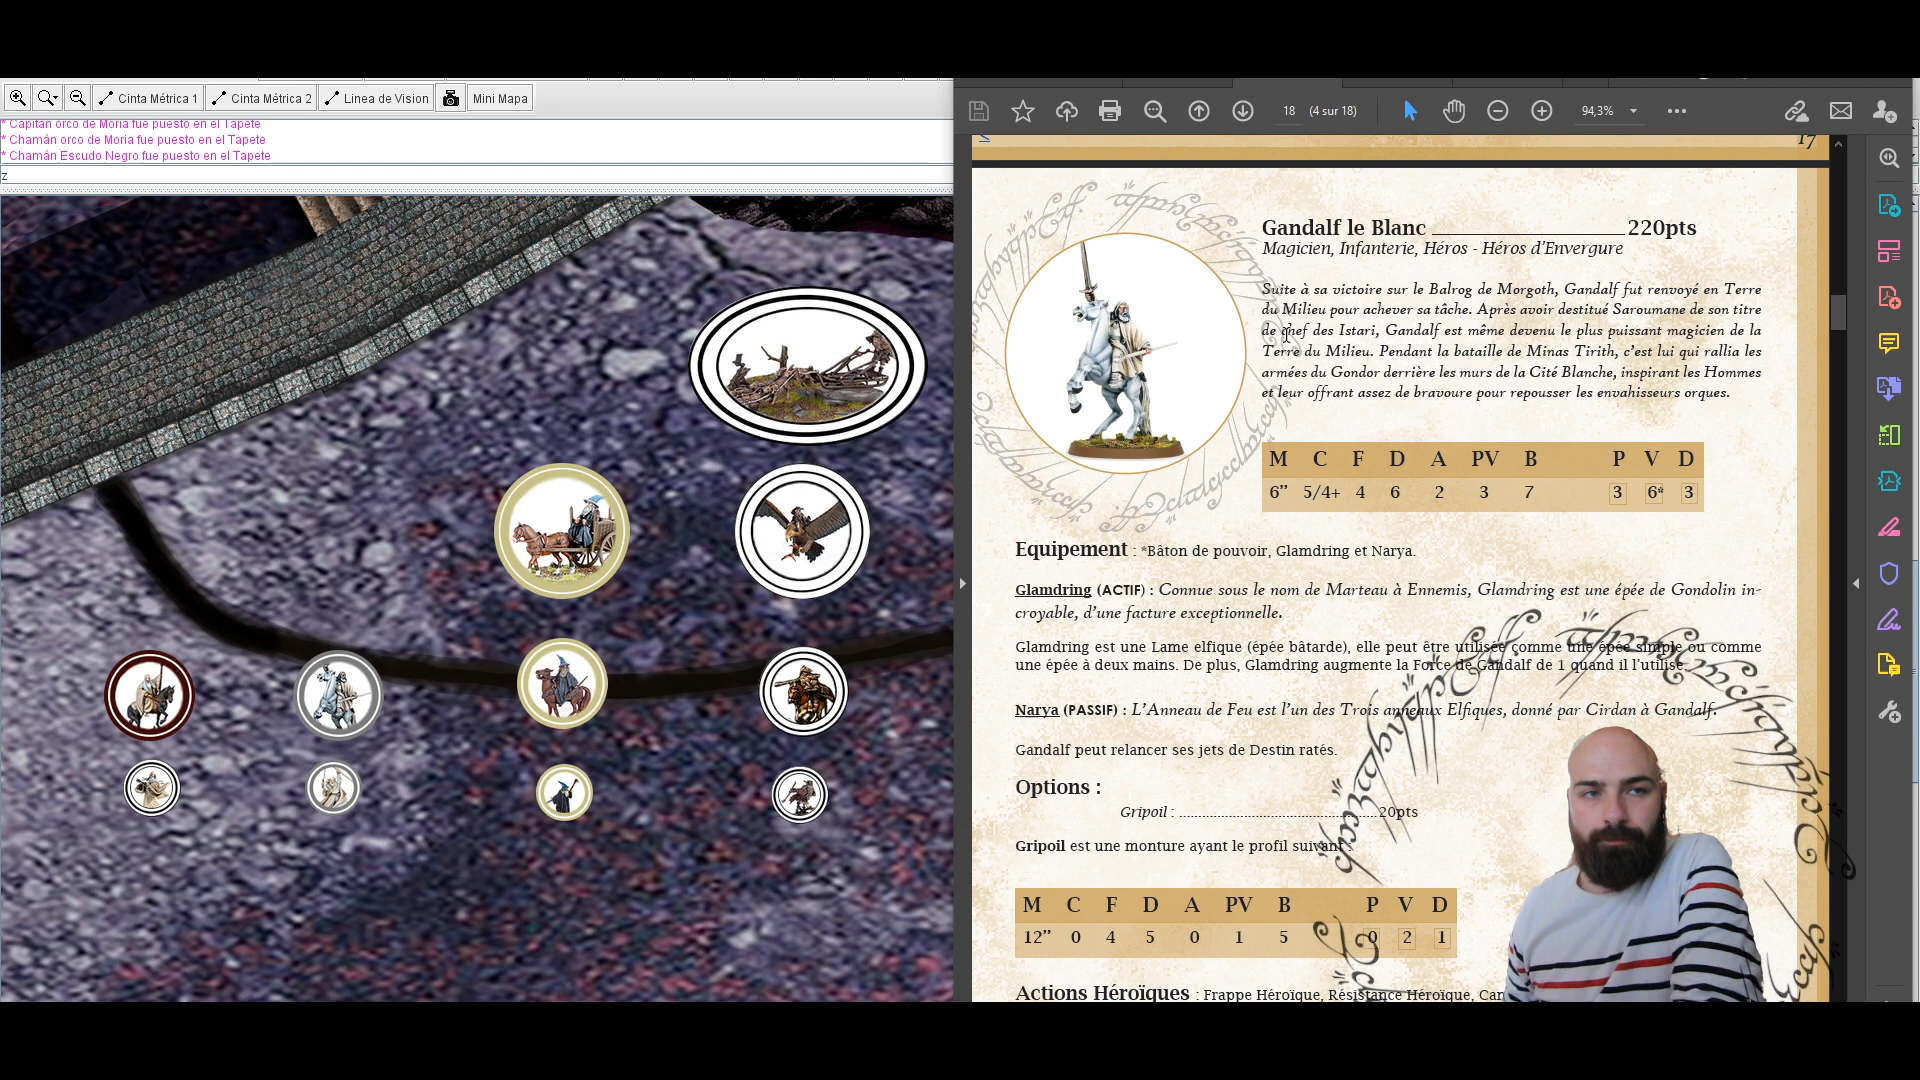 Cinta Métrica 1
Cinta Métrica 2
Linea de Vision
Mini Mapa
* Capitán orco de Moria fue puesto en el Tapete
* Chamán orco de Moria fue puesto en el Tapete
* Chamán Escudo Negro fue puesto en el Tapete
z
18 (4 sur 18)
94,3%
17
Gandalf le Blanc 220pts
Magicien, Infanterie, Héros - Héros d'Envergure
Suite à sa victoire sur le Balrog de Morgoth, Gandalf fut renvoyé en Terre
du Milieu pour achever sa tâche. Après avoir destitué Saroumane de son titre
de chef des Istari, Gandalf est même devenu le plus puissant magicien de la
Terre du Milieu. Pendant la bataille de Minas Tirith, c'est lui qui rallia les
armées du Gondor derrière les murs de la Cité Blanche, inspirant les Hommes
et leur offrant assez de bravoure pour repousser les envahisseurs orques.
M C F D A PV B P V D
6” 5/4+ 4 6 2 3 7 3 6* 3
Equipement : *Bâton de pouvoir, Glamdring et Narya.
Glamdring (ACTIF) : Connue sous le nom de Marteau à Ennemis, Glamdring est une épée de Gondolin in-
croyable, d'une facture exceptionnelle.
Glamdring est une Lame elfique (épée bâtarde), elle peut être utilisée comme une épée simple ou comme
une épée à deux mains. De plus, Glamdring augmente la Force de Gandalf de 1 quand il l'utilise.
Narya (PASSIF) : L'Anneau de Feu est l'un des Trois anneaux Elfiques, donné par Cirdan à Gandalf.
Gandalf peut relancer ses jets de Destin ratés.
Options :
Gripoil : ..................................................20pts
Gripoil est une monture ayant le profil suivant :
M C F D A PV B P V D
12” 0 4 5 0 1 5 0 2 1
Actions Héroïques : Frappe Héroïque, Résistance Héroïque, Can